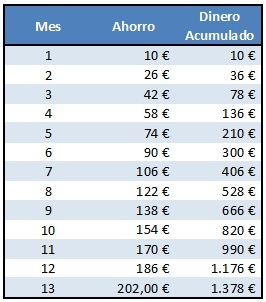 Mes Ahorro Dinero Acumulado
1 10 € 10 €
2 26 € 36 €
3 42 € 78 €
4 58 € 136 €
5 74 € 210 €
6 90 € 300 €
7 106 € 406 €
8 122 € 528 €
9 138 € 666 €
10 154 € 820 €
11 170 € 990 €
12 186 € 1.176 €
13 202,00 € 1.378 €